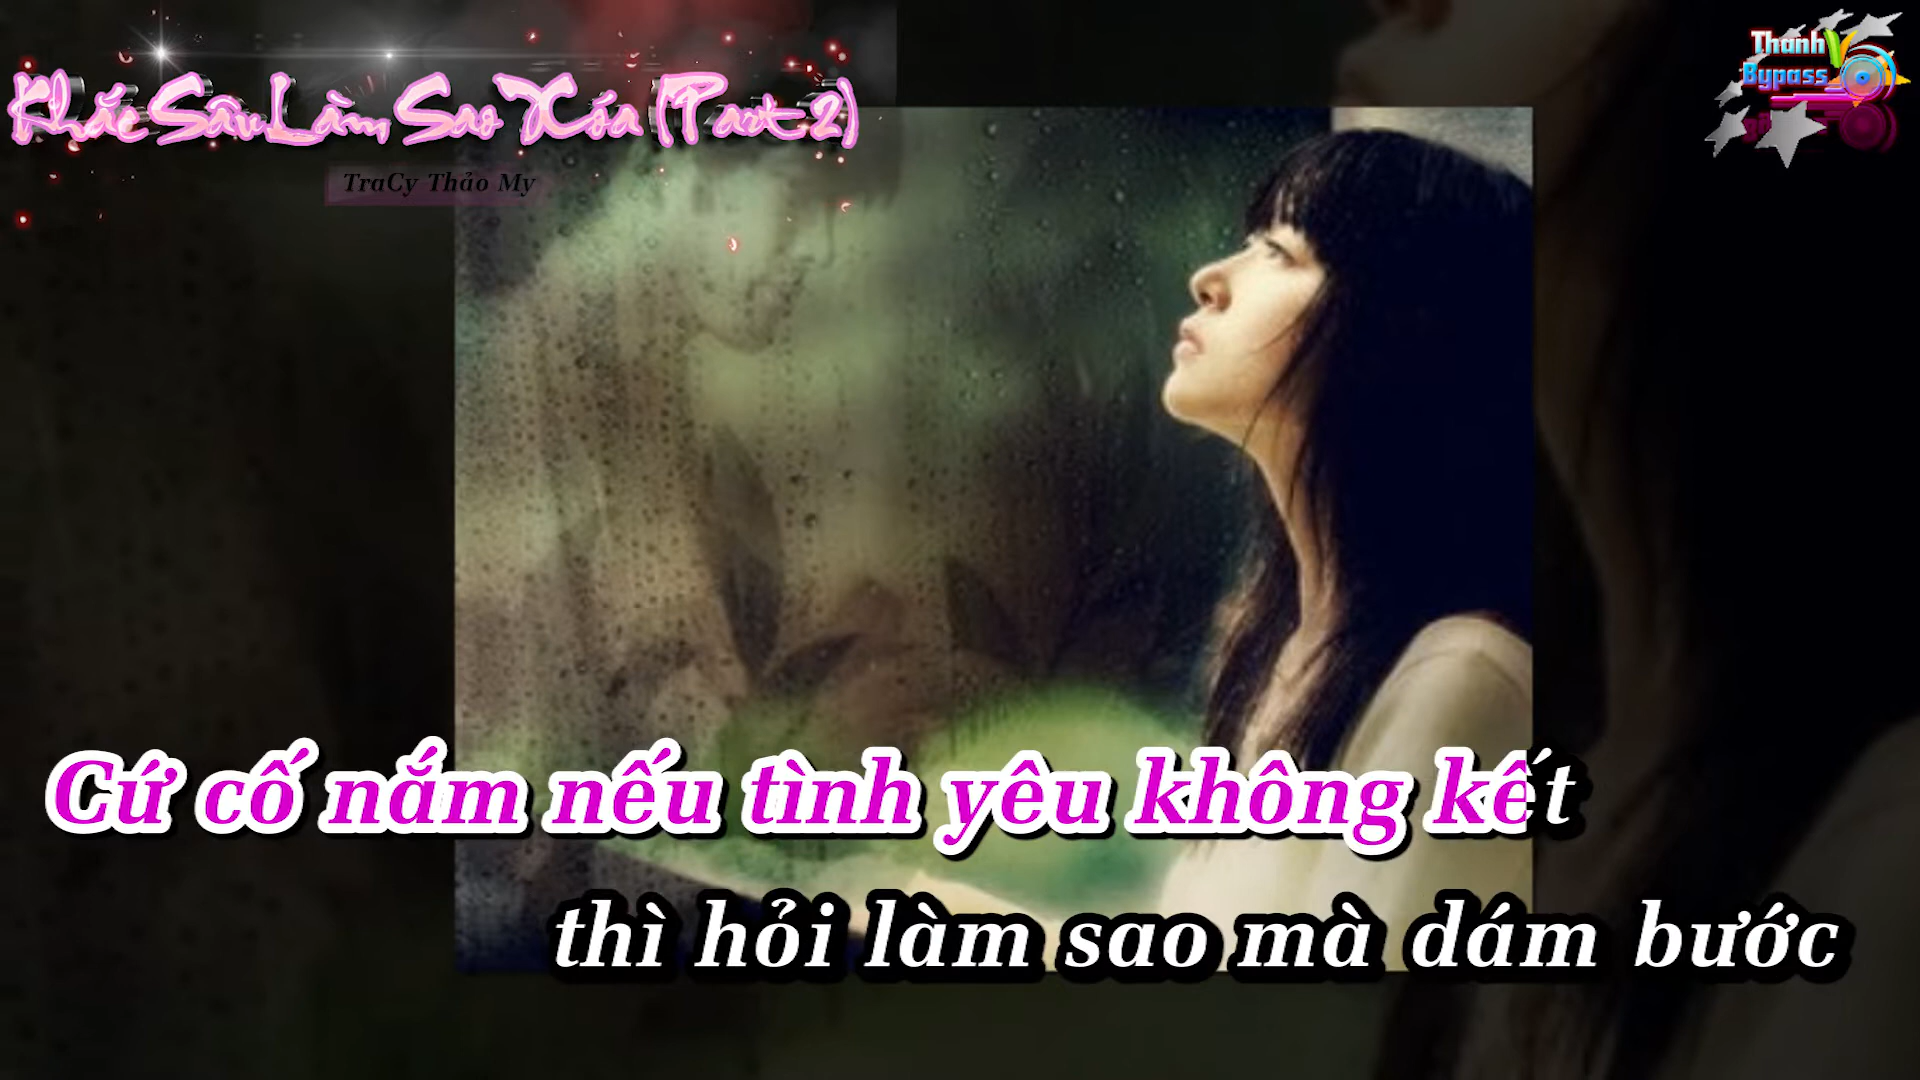 Khắc Sâu Làm Sao Xóa (Part 2)
TraCy Thảo My
Thanh V
Bypass
Cứ cố nắm nếu tình yêu không kết
thì hỏi làm sao mà dám bước